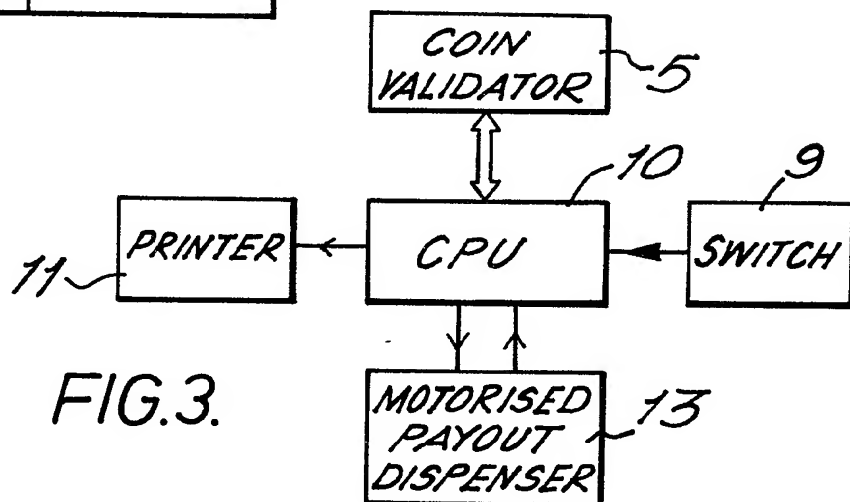 COIN
VALIDATOR
5
10
9
PRINTER
CPU
SWITCH
11
MOTORISED
PAYOUT
DISPENSER
13
FIG.3.